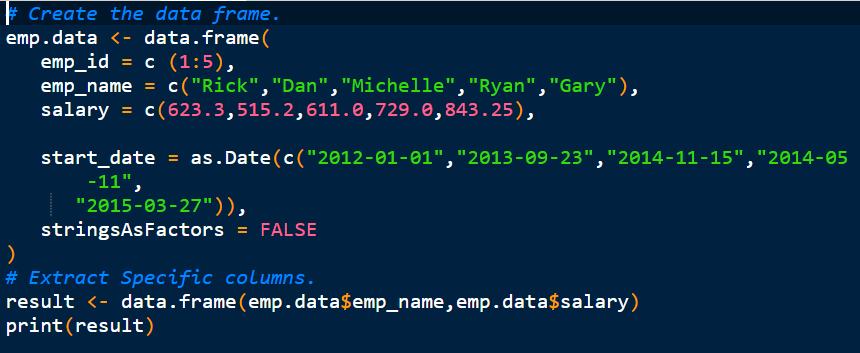 # Create the data frame.
emp.data <- data.frame(
   emp_id = c (1:5),
   emp_name = c("Rick","Dan","Michelle","Ryan","Gary"),
   salary = c(623.3,515.2,611.0,729.0,843.25),

   start_date = as.Date(c("2012-01-01","2013-09-23","2014-11-15","2014-05
       -11",
      "2015-03-27")),
   stringsAsFactors = FALSE
)
# Extract Specific columns.
result <- data.frame(emp.data$emp_name,emp.data$salary)
print(result)